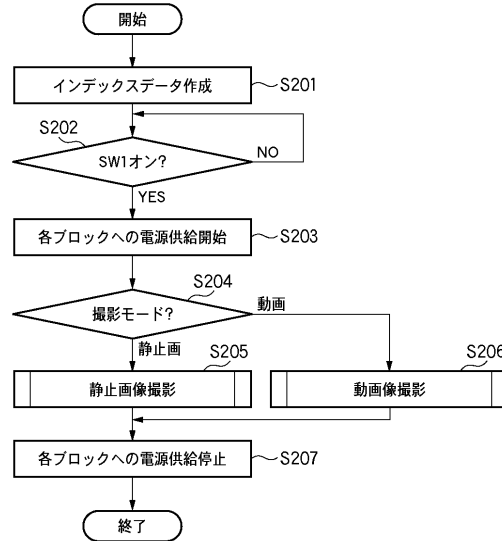 開始
インデックスデータ作成
S201
S202
SW1オン?
NO
YES
各ブロックへの電源供給開始
S203
S204
撮影モード?
動画
静止画
S205
静止画像撮影
S206
動画像撮影
各ブロックへの電源供給停止
S207
終了